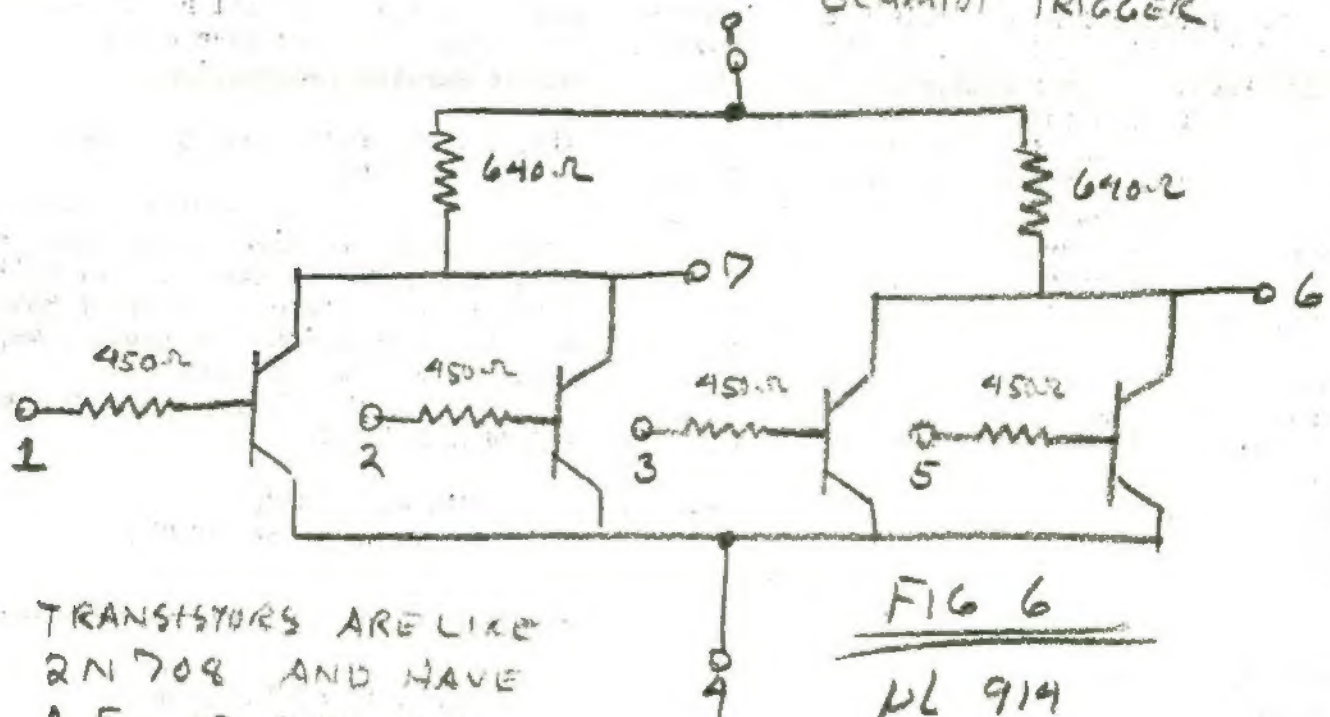 TRIGGER
8
640Ω
640Ω
7
6
450Ω
450Ω
450Ω
450Ω
1
2
3
5
TRANSISTORS ARE LIKE
2N708 AND HAVE
FIG 6
4
μL 914